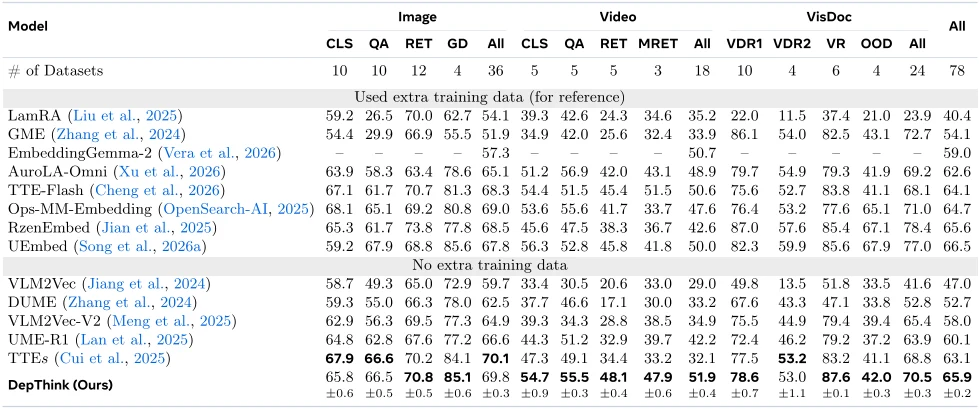 Model Image Video VisDoc All
CLS QA RET GD All CLS QA RET MRET All VDR1 VDR2 VR OOD All
# of Datasets 10 10 12 4 36 5 5 5 3 18 10 4 6 4 24 78
Used extra training data (for reference)
LamRA (Liu et al., 2025) 59.2 26.5 70.0 62.7 54.1 39.3 42.6 24.3 34.6 35.2 22.0 11.5 37.4 21.0 23.9 40.4
GME (Zhang et al., 2024) 54.4 29.9 66.9 55.5 51.9 34.9 42.0 25.6 32.4 33.9 86.1 54.0 82.5 43.1 72.7 54.1
EmbeddingGemma-2 (Vera et al., 2026) – – – – 57.3 – – – – 50.7 – – – – 59.0
AuroLA-Omni (Xu et al., 2026) 63.9 58.3 63.4 78.6 65.1 51.2 56.9 42.0 43.1 48.9 79.7 54.9 79.3 41.9 69.2 62.6
TTE-Flash (Cheng et al., 2026) 67.1 61.7 70.7 81.3 68.3 54.4 51.5 45.4 51.5 50.6 75.6 52.7 83.8 41.1 68.1 64.1
Ops-MM-Embedding (OpenSearch-AI, 2025) 68.1 65.1 69.2 80.8 69.0 53.6 55.6 41.7 33.7 47.6 76.4 53.2 77.6 65.1 71.0 64.7
RzenEmbed (Jian et al., 2025) 65.3 61.7 73.8 77.8 68.5 45.6 47.5 38.3 36.7 42.6 87.0 57.6 85.4 67.1 78.4 65.6
UEmbed (Song et al., 2026a) 59.2 67.9 68.8 85.6 67.8 56.3 52.8 45.8 41.8 50.0 82.3 59.9 85.6 67.9 77.0 66.5
No extra training data
VLM2Vec (Jiang et al., 2024) 58.7 49.3 65.0 72.9 59.7 33.4 30.5 20.6 33.0 29.0 49.8 13.5 51.8 33.5 41.6 47.0
DUME (Zhang et al., 2024) 59.3 55.0 66.3 78.0 62.5 37.7 46.6 17.1 30.0 33.2 67.6 43.3 47.1 33.8 52.8 52.7
VLM2Vec-V2 (Meng et al., 2025) 62.9 56.3 69.5 77.3 64.9 39.3 34.3 28.8 38.5 34.9 75.5 44.9 79.4 39.4 65.4 58.0
UME-R1 (Lan et al., 2025) 64.8 62.8 67.6 77.2 66.6 44.3 51.2 32.9 39.7 42.2 72.4 46.2 79.2 37.2 63.9 60.1
TTEs (Cui et al., 2025) 67.9 66.6 70.2 84.1 70.1 47.3 49.1 34.4 33.2 32.1 77.5 53.2 83.2 41.1 68.8 63.1
DepThink (Ours) 65.8 66.5 70.8 85.1 69.8 54.7 55.5 48.1 47.9 51.9 78.6 53.0 87.6 42.0 70.5 65.9
±0.6 ±0.5 ±0.5 ±0.6 ±0.3 ±0.9 ±0.3 ±0.4 ±0.6 ±0.4 ±0.7 ±1.1 ±0.1 ±0.3 ±0.3 ±0.2